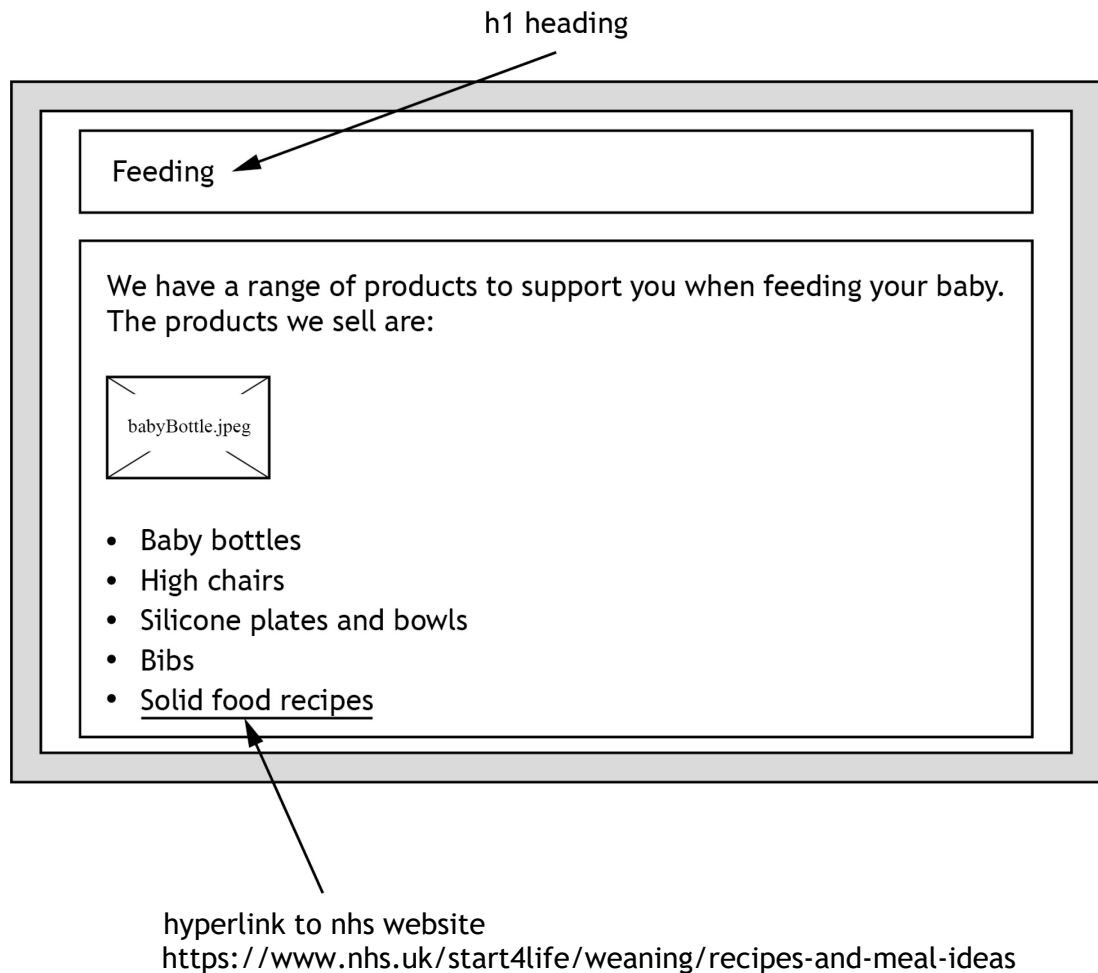 h1 heading
Feeding
We have a range of products to support you when feeding your baby.
The products we sell are:
babyBottle.jpeg
• Baby bottles
• High chairs
• Silicone plates and bowls
• Bibs
• Solid food recipes
hyperlink to nhs website
https://www.nhs.uk/start4life/weaning/recipes-and-meal-ideas